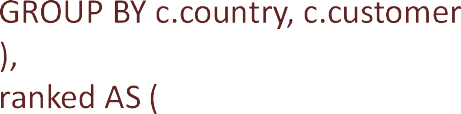 GROUP BY c.country, c.customer
),
ranked AS (